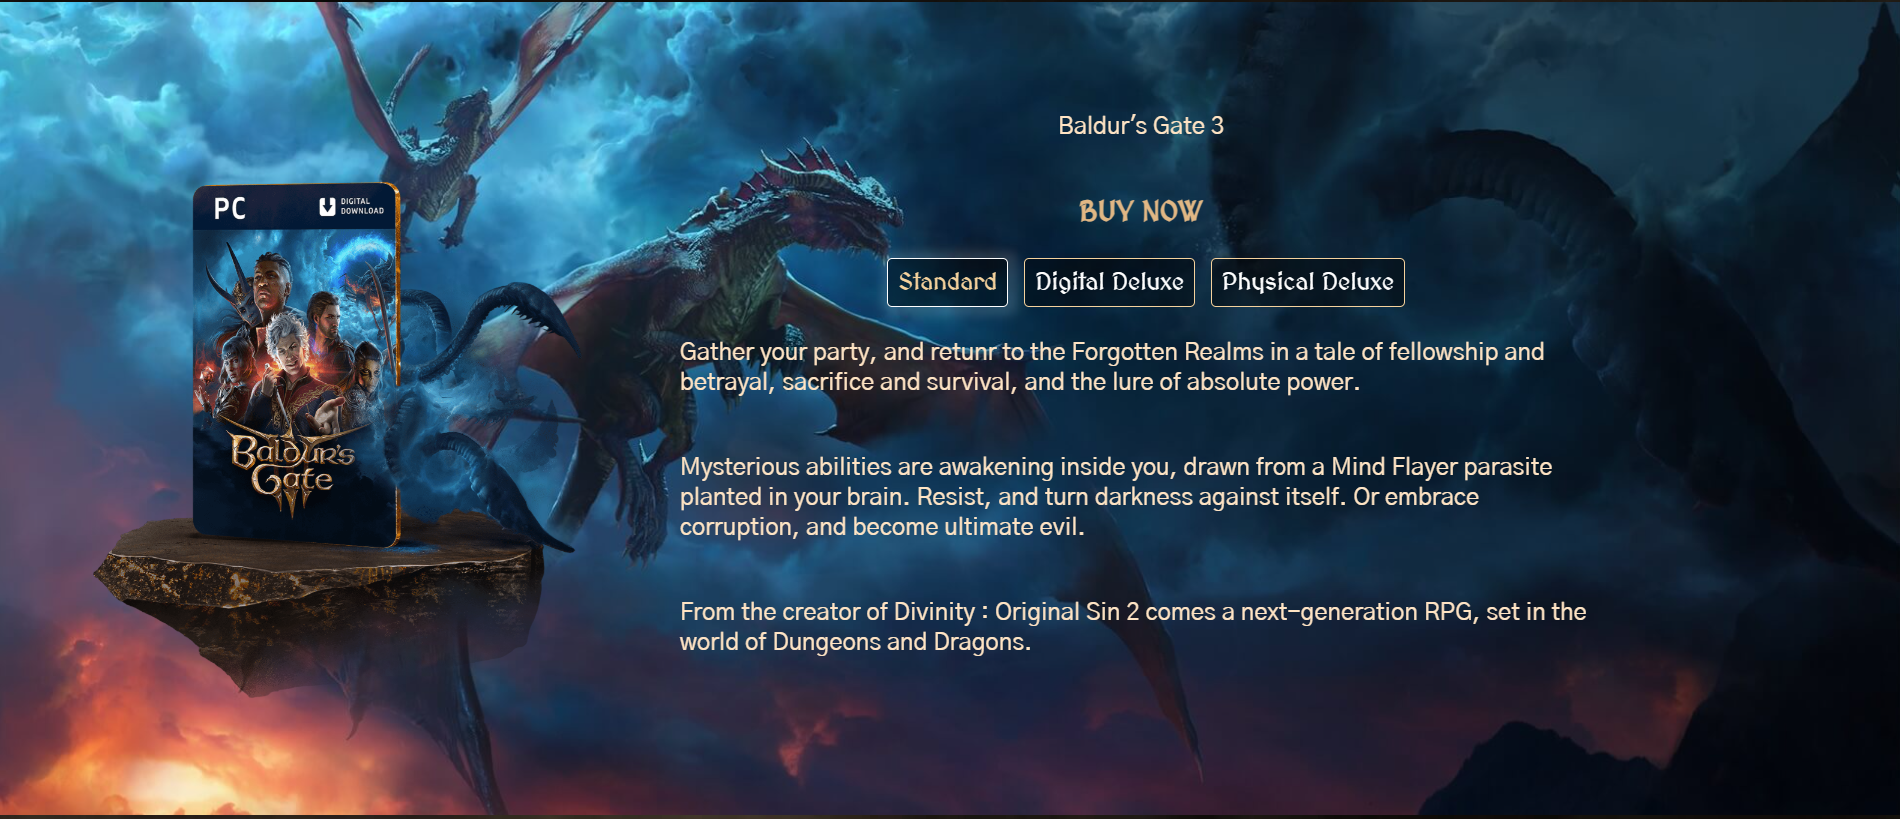 Baldur's Gate 3
BUY NOW
Standard
Digital Deluxe
Physical Deluxe
PC
DIGITAL
DOWNLOAD
Baldur's
Gate
III
Gather your party, and retunr to the Forgotten Realms in a tale of fellowship and
betrayal, sacrifice and survival, and the lure of absolute power.
Mysterious abilities are awakening inside you, drawn from a Mind Flayer parasite
planted in your brain. Resist, and turn darkness against itself. Or embrace
corruption, and become ultimate evil.
From the creator of Divinity : Original Sin 2 comes a next-generation RPG, set in the
world of Dungeons and Dragons.